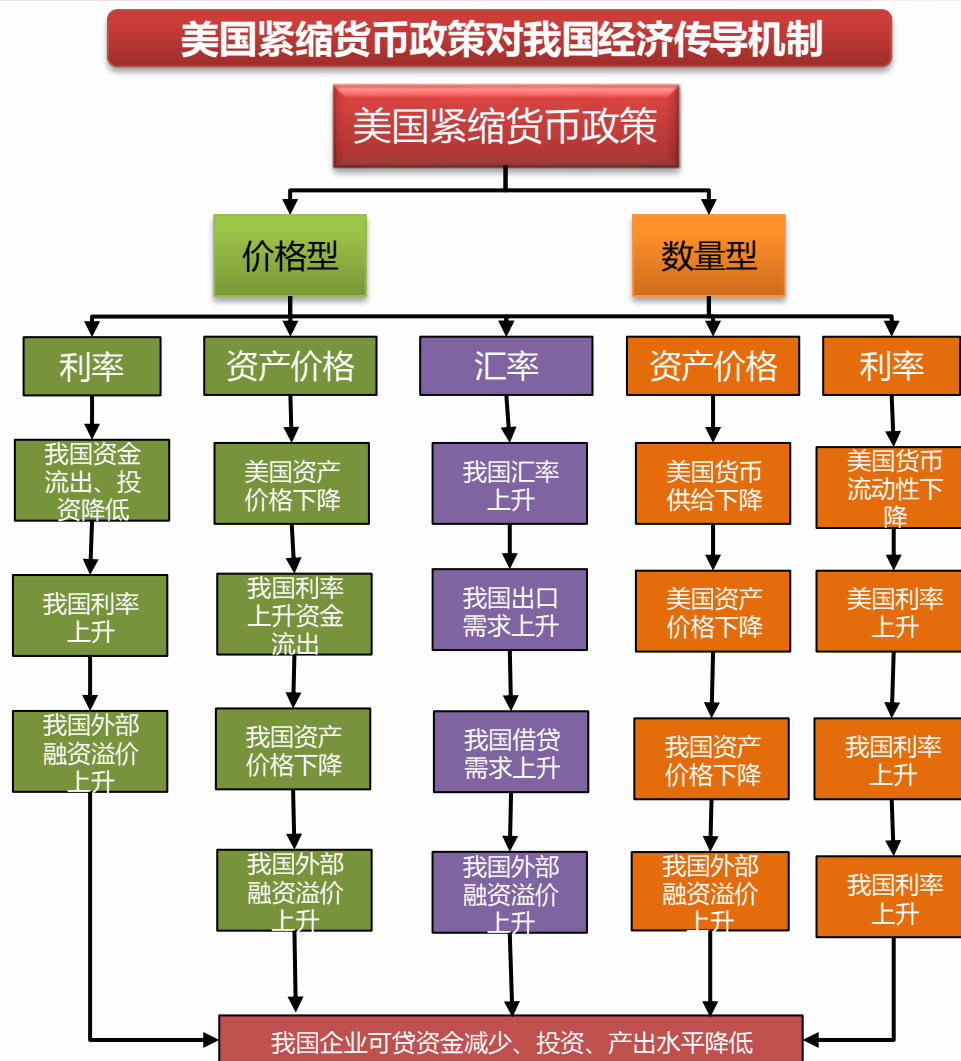 美国紧缩货币政策对我国经济传导机制
美国紧缩货币政策
价格型
数量型
利率
资产价格
汇率
资产价格
利率
我国资金
流出、投
资降低
美国资产
价格下降
我国汇率
上升
美国货币
供给下降
美国货币
流动性下
降
我国利率
上升
我国利率
上升资金
流出
我国出口
需求上升
美国资产
价格下降
美国利率
上升
我国外部
融资溢价
上升
我国资产
价格下降
我国借贷
需求上升
我国资产
价格下降
我国利率
上升
我国外部
融资溢价
上升
我国外部
融资溢价
上升
我国外部
融资溢价
上升
我国利率
上升
我国企业可贷资金减少、投资、产出水平降低